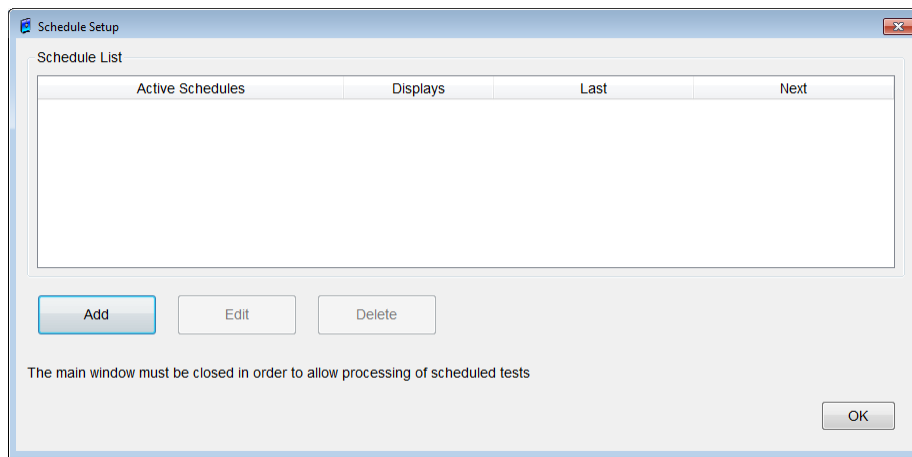 Schedule Setup
Schedule List
Active Schedules Displays Last Next
Add Edit Delete
The main window must be closed in order to allow processing of scheduled tests
OK